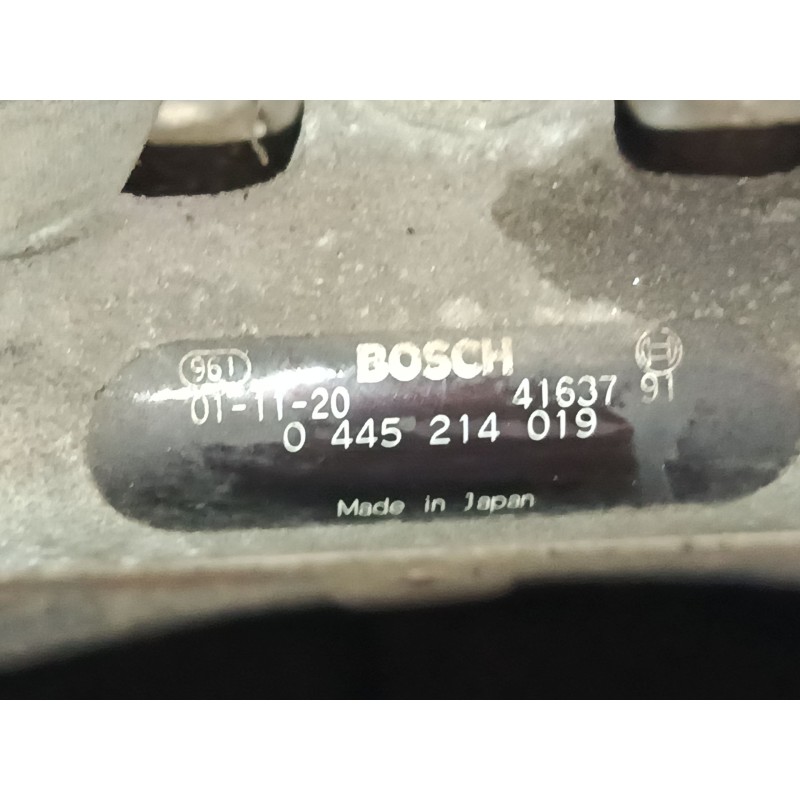 961 BOSCH
01-11-20 41637 91
0 445 214 019
Made in Japan